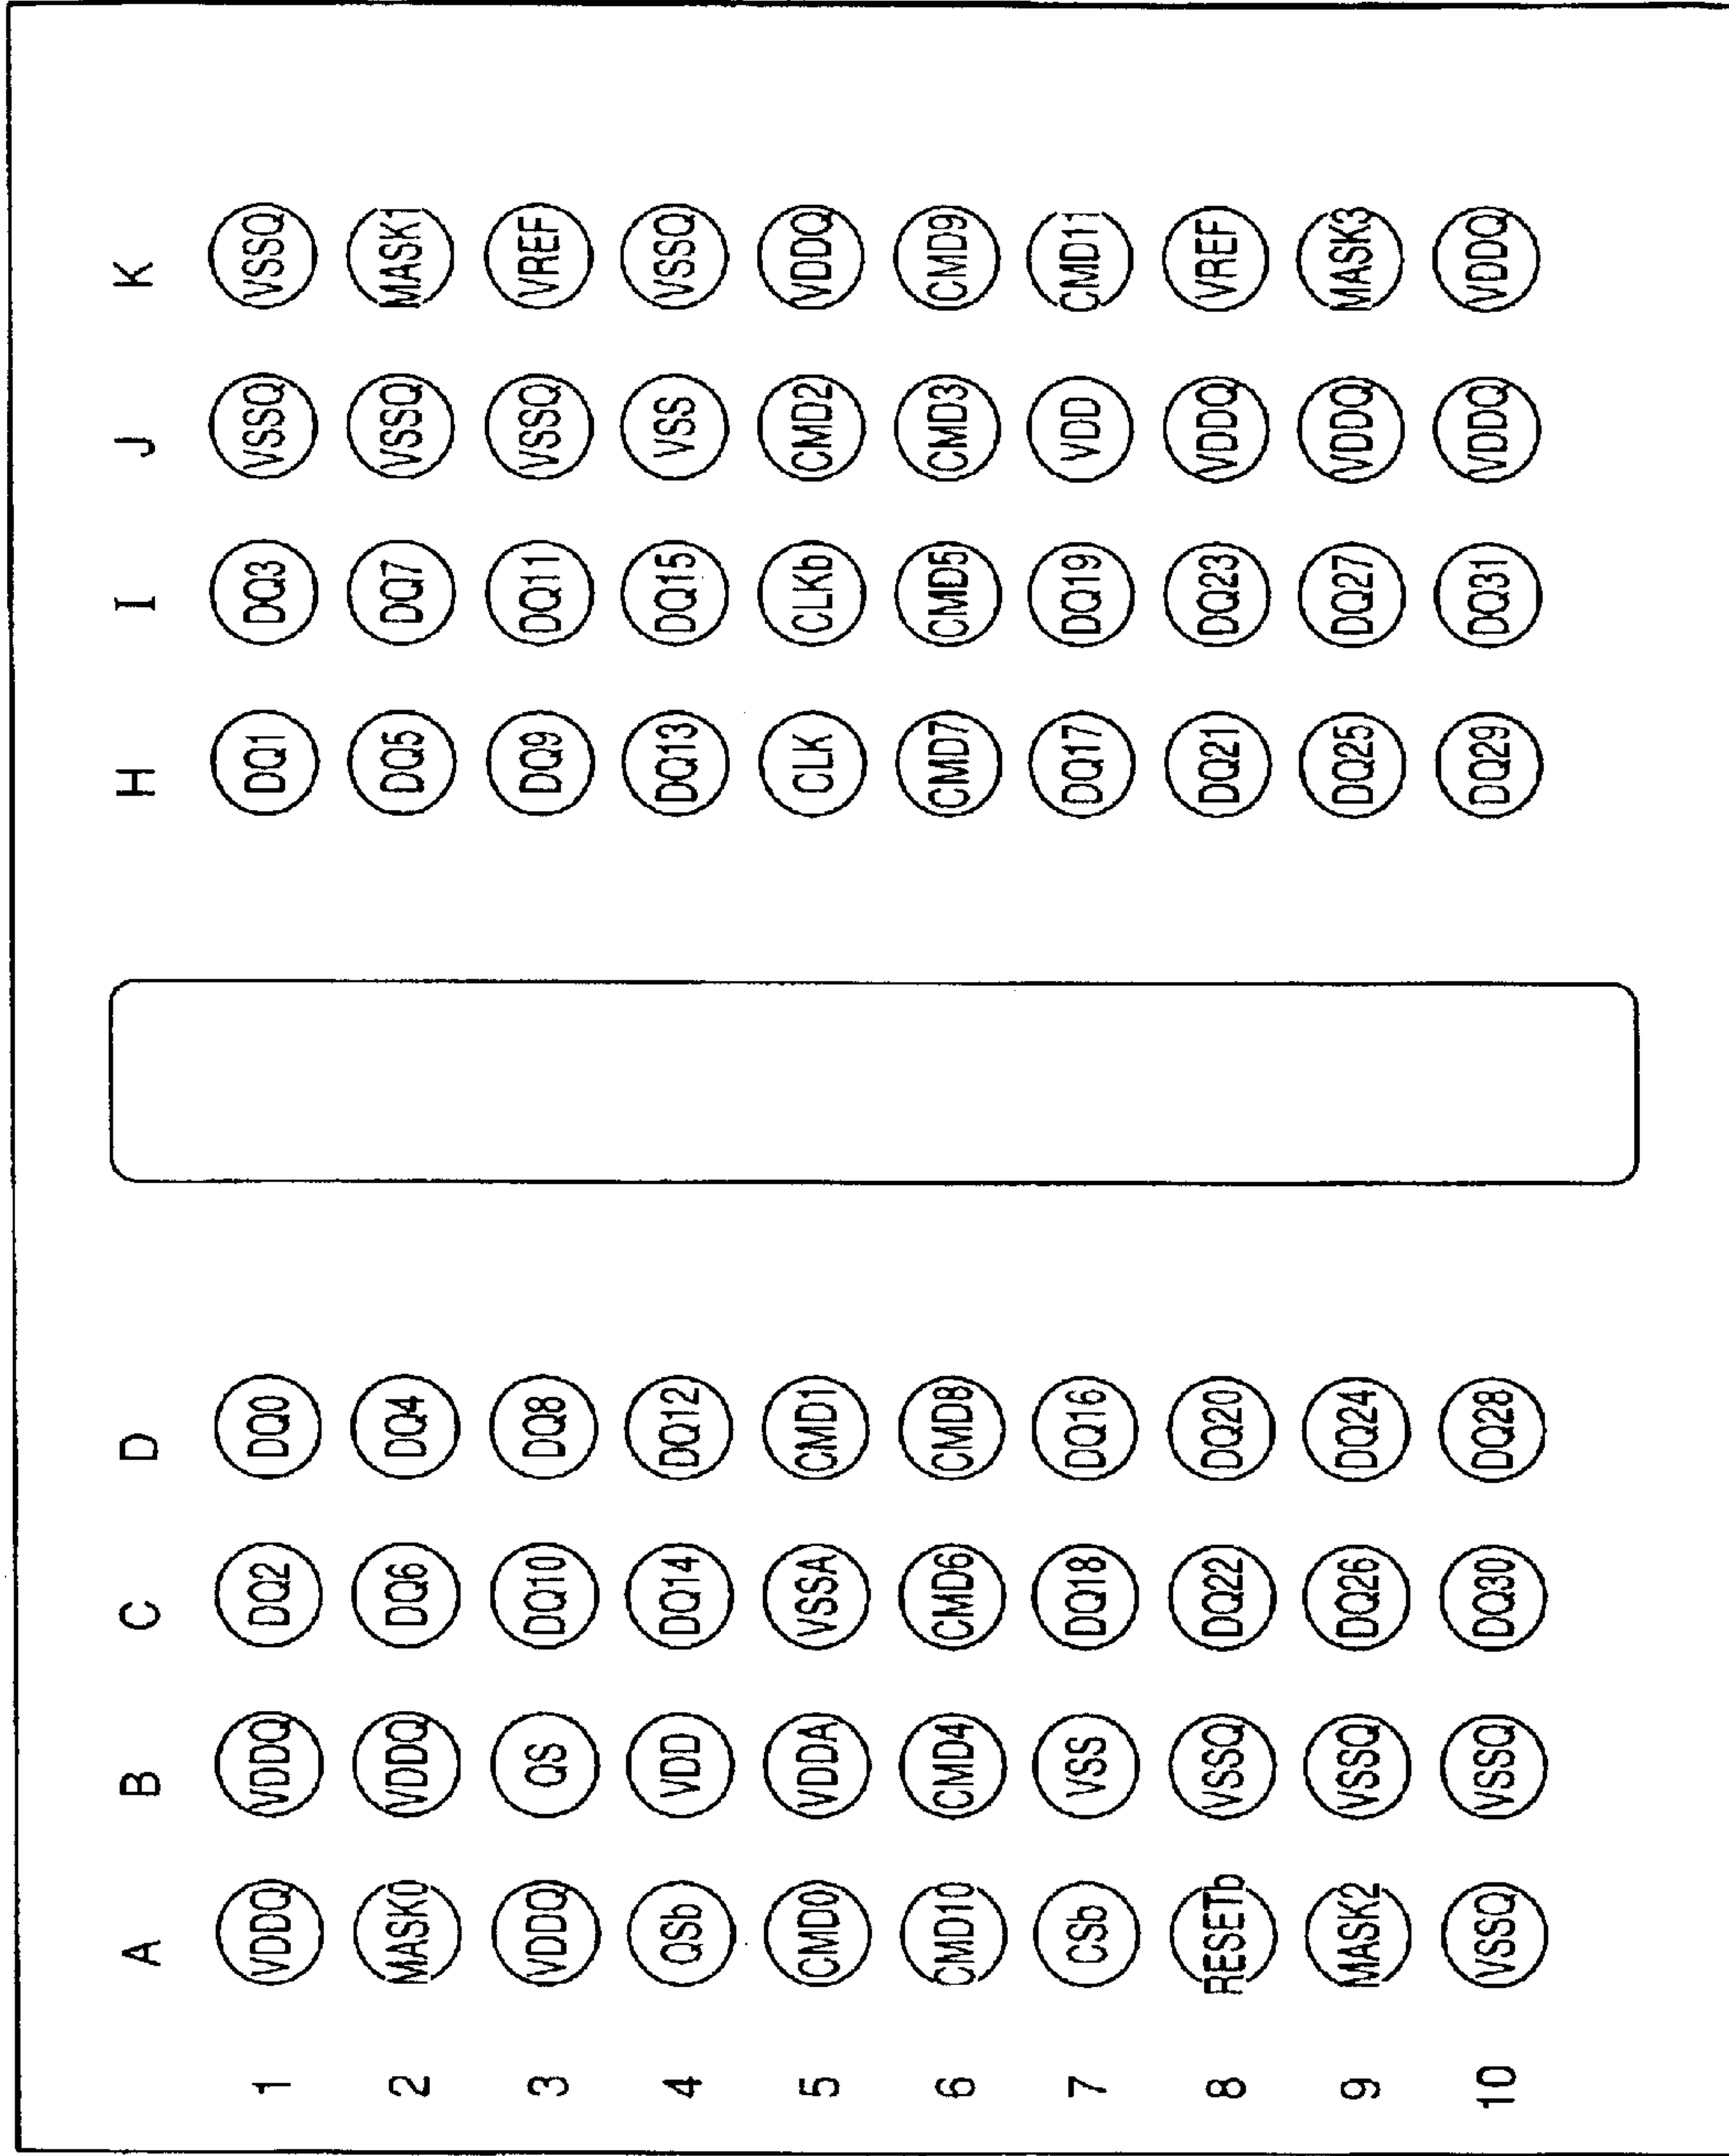 A B C D H I J K
1 VDDQ VDDQ DQ2 DQ0 DQ1 DQ3 VSSQ VSSQ
2 MASK0 VDDQ DQ6 DQ4 DQ5 DQ7 VSSQ MASK1
3 VDDQ QS DQ10 DQ8 DQ9 DQ11 VSSQ VREF
4 QSb VDD DQ14 DQ12 DQ13 DQ15 VSS VSSQ
5 CMD0 VDDA VSSA CMD1 CLK CLKb CMD2 VDDQ
6 CMD10 CMD4 CMD6 CMD8 CMD7 CMD5 CMD3 CMD9
7 CSb VSS DQ18 DQ16 DQ17 DQ19 VDD CMD11
8 RESETb VSSQ DQ22 DQ20 DQ21 DQ23 VDDQ VREF
9 MASK2 VSSQ DQ26 DQ24 DQ25 DQ27 VDDQ MASK3
10 VSSQ VSSQ DQ30 DQ28 DQ29 DQ31 VDDQ VDDQ